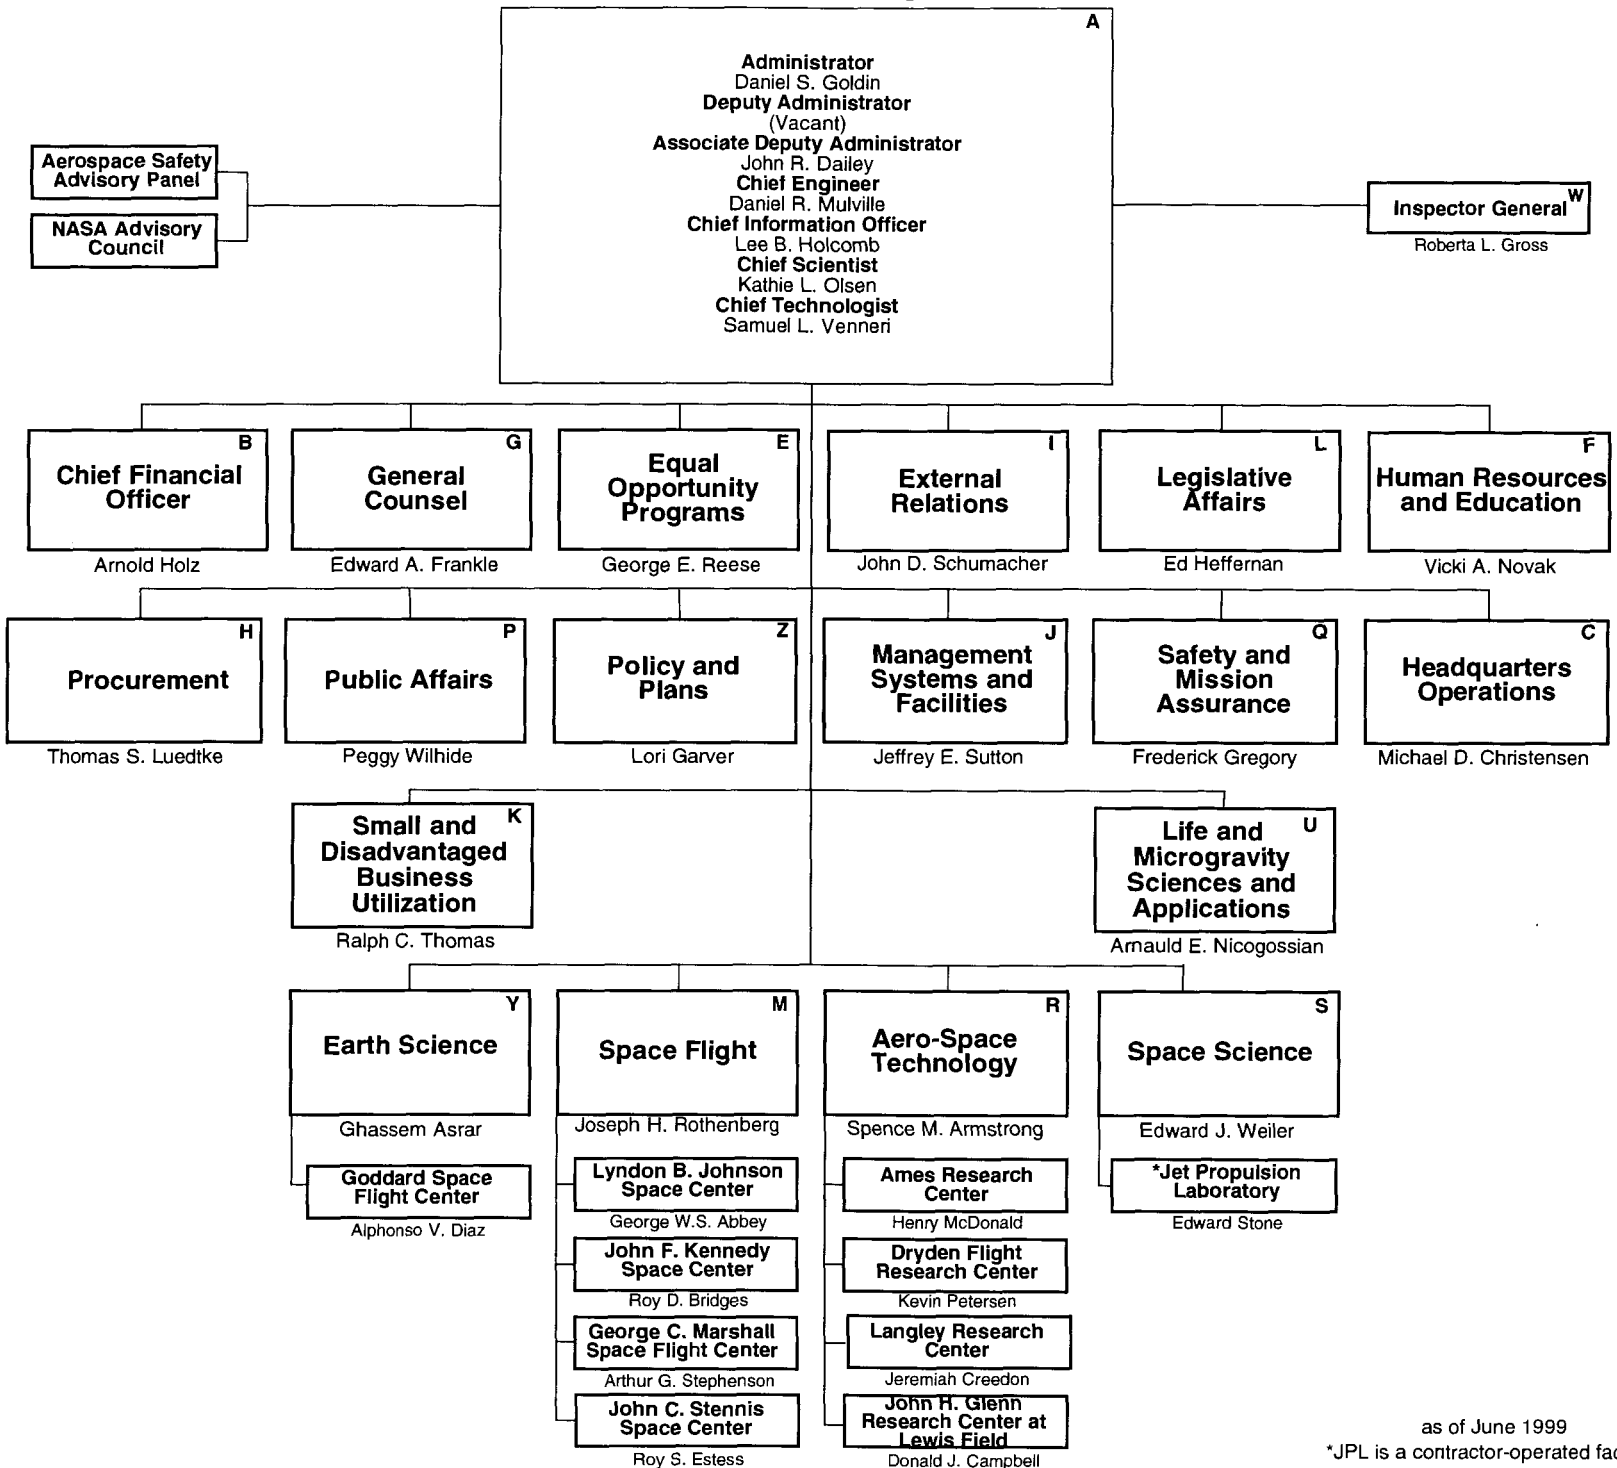 A
Administrator
Daniel S. Goldin
Deputy Administrator
(Vacant)
Associate Deputy Administrator
John R. Dailey
Chief Engineer
Daniel R. Mulville
Chief Information Officer
Lee B. Holcomb
Chief Scientist
Kathie L. Olsen
Chief Technologist
Samuel L. Venneri
Aerospace Safety
Advisory Panel
NASA Advisory
Council
Inspector General W
Roberta L. Gross
B
Chief Financial
Officer
Arnold Holz
G
General
Counsel
Edward A. Frankle
E
Equal
Opportunity
Programs
George E. Reese
I
External
Relations
John D. Schumacher
L
Legislative
Affairs
Ed Heffernan
F
Human Resources
and Education
Vicki A. Novak
H
Procurement
Thomas S. Luedtke
P
Public Affairs
Peggy Wilhide
Z
Policy and
Plans
Lori Garver
J
Management
Systems and
Facilities
Jeffrey E. Sutton
Q
Safety and
Mission
Assurance
Frederick Gregory
C
Headquarters
Operations
Michael D. Christensen
K
Small and
Disadvantaged
Business
Utilization
Ralph C. Thomas
U
Life and
Microgravity
Sciences and
Applications
Arnauld E. Nicogossian
Y
Earth Science
Ghassem Asrar
Goddard Space
Flight Center
Alphonso V. Diaz
M
Space Flight
Joseph H. Rothenberg
Lyndon B. Johnson
Space Center
George W.S. Abbey
John F. Kennedy
Space Center
Roy D. Bridges
George C. Marshall
Space Flight Center
Arthur G. Stephenson
John C. Stennis
Space Center
Roy S. Estess
R
Aero-Space
Technology
Spence M. Armstrong
Ames Research
Center
Henry McDonald
Dryden Flight
Research Center
Kevin Petersen
Langley Research
Center
Jeremiah Creedon
John H. Glenn
Research Center at
Lewis Field
Donald J. Campbell
S
Space Science
Edward J. Weiler
*Jet Propulsion
Laboratory
Edward Stone
as of June 1999
*JPL is a contractor-operated